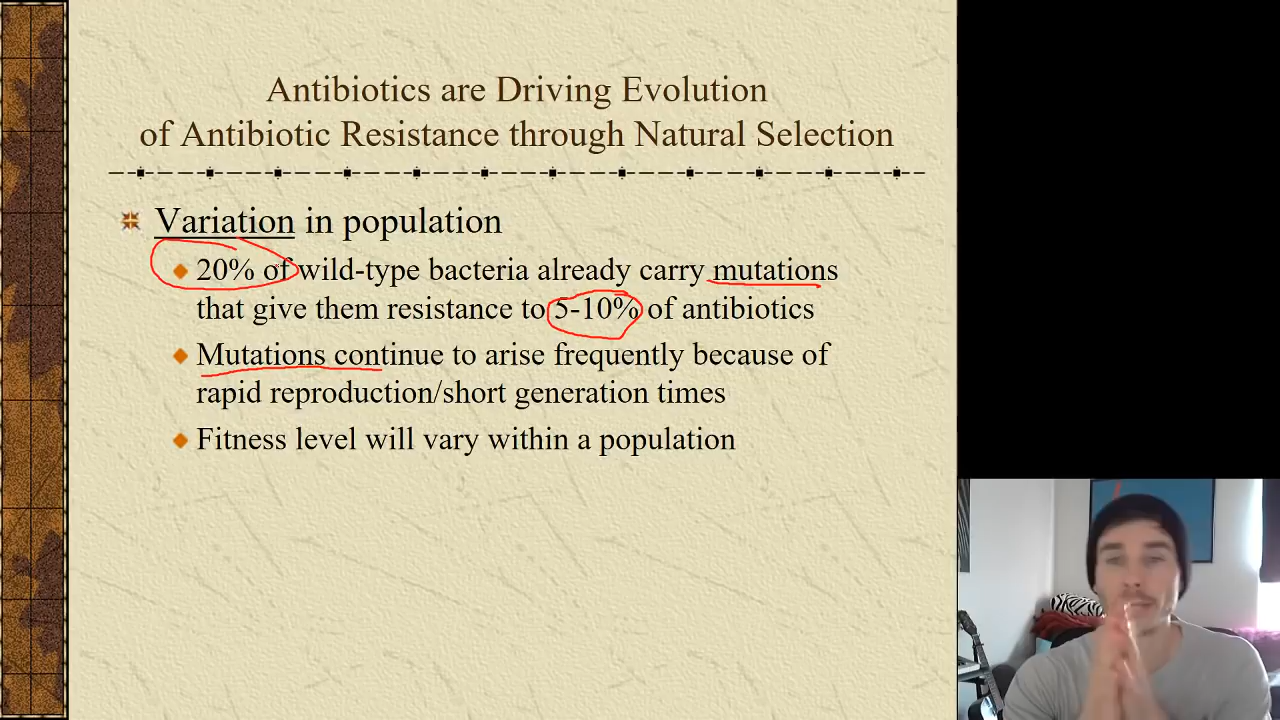 Antibiotics are Driving Evolution
of Antibiotic Resistance through Natural Selection
Variation in population
20% of wild-type bacteria already carry mutations
that give them resistance to 5-10% of antibiotics
Mutations continue to arise frequently because of
rapid reproduction/short generation times
Fitness level will vary within a population